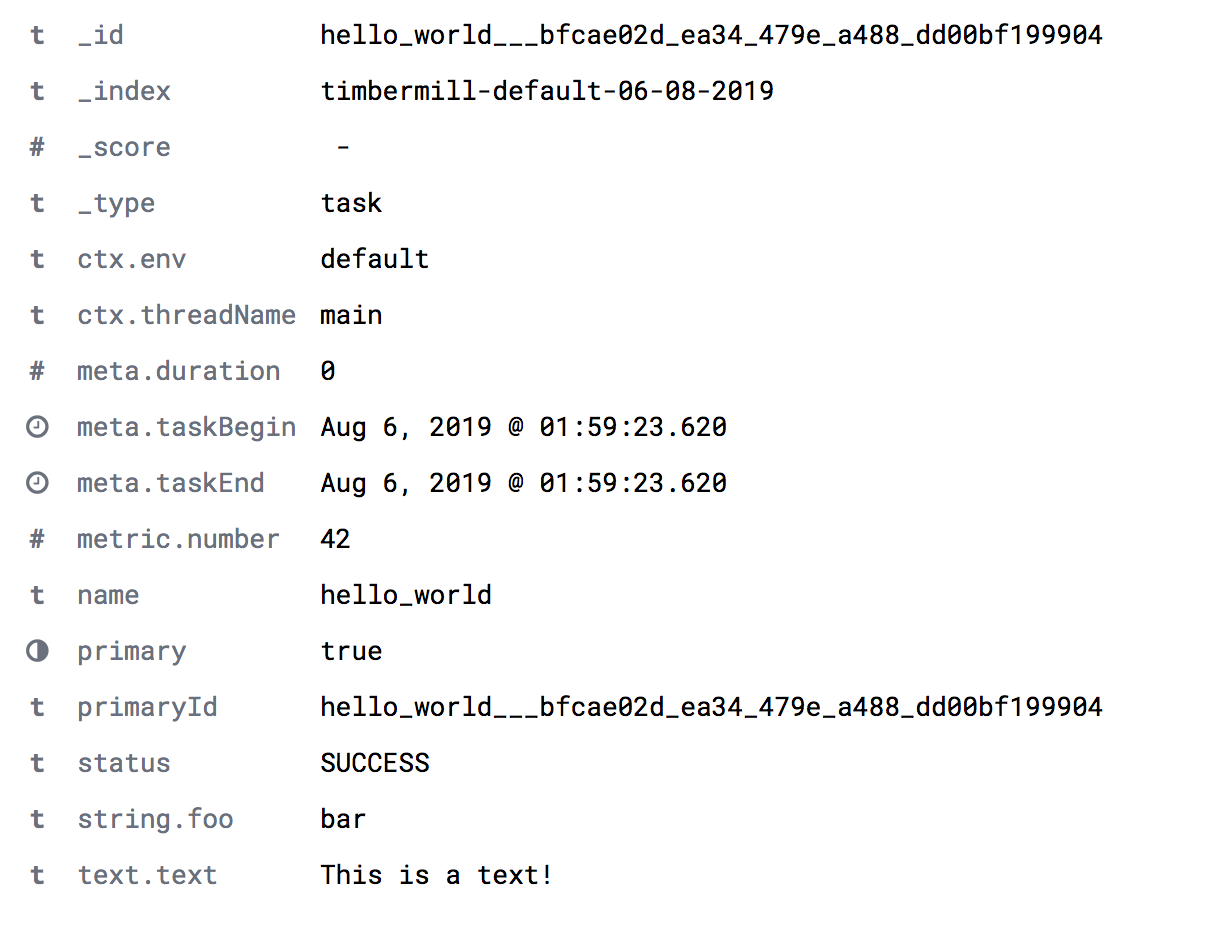 t _id hello_world___bfcae02d_ea34_479e_a488_dd00bf199904
t _index timbermill-default-06-08-2019
# _score -
t _type task
t ctx.env default
t ctx.threadName main
# meta.duration 0
meta.taskBegin Aug 6, 2019 @ 01:59:23.620
meta.taskEnd Aug 6, 2019 @ 01:59:23.620
# metric.number 42
t name hello_world
primary true
t primaryId hello_world___bfcae02d_ea34_479e_a488_dd00bf199904
t status SUCCESS
t string.foo bar
t text.text This is a text!